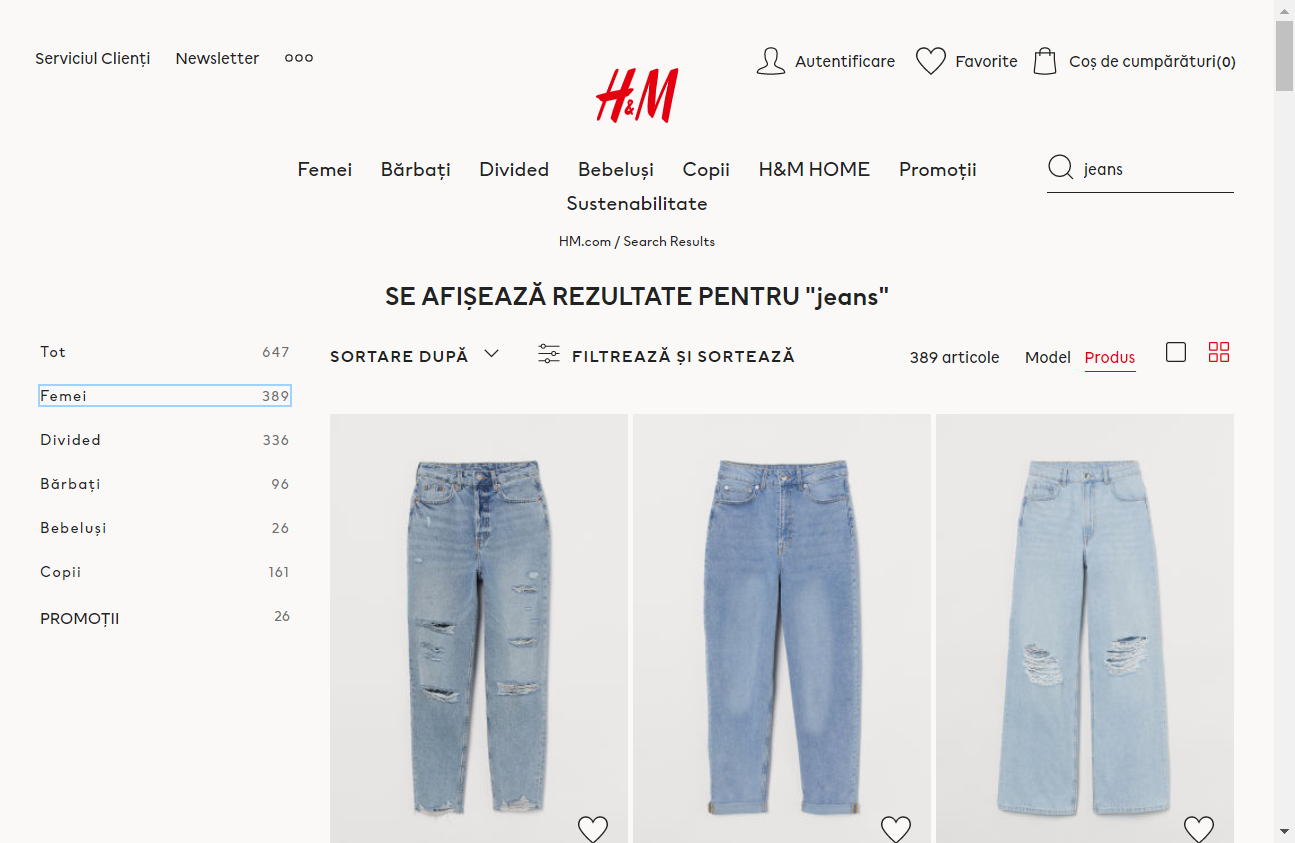 Serviciul Clienți Newsletter
Autentificare Favorite Coș de cumpărături(0)
H&M
Femei Bărbați Divided Bebeluși Copii H&M HOME Promoții
jeans
Sustenabilitate
HM.com / Search Results
SE AFIȘEAZĂ REZULTATE PENTRU "jeans"
Tot 647
Femei 389
Divided 336
Bărbați 96
Bebeluși 26
Copii 161
PROMOȚII 26
SORTARE DUPĂ FILTREAZĂ ȘI SORTEAZĂ 389 articole Model Produs